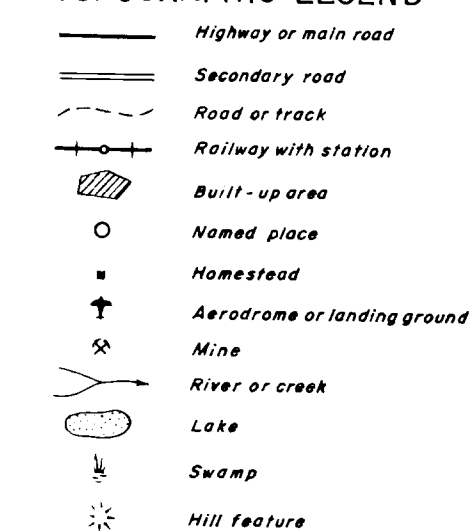 LEGEND
Highway or main road
Secondary road
Road or track
Railway with station
Built-up area
Named place
Homestead
Aerodrome or landing ground
Mine
River or creek
Lake
Swamp
Hill feature